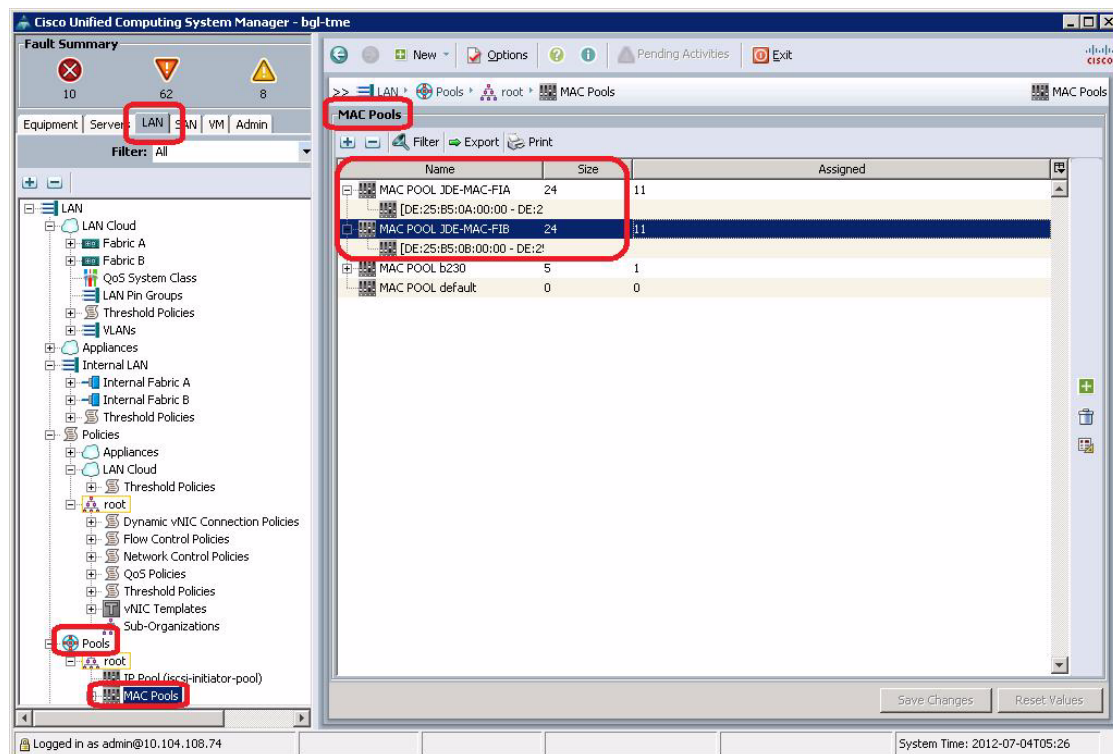 Cisco Unified Computing System Manager - bgl-tme
Fault Summary
10 62 8
Equipment Servers LAN SAN VM Admin
Filter: All
LAN
LAN Cloud
Fabric A
Fabric B
QoS System Class
LAN Pin Groups
Threshold Policies
VLANs
Appliances
Internal LAN
Internal Fabric A
Internal Fabric B
Threshold Policies
Policies
Appliances
LAN Cloud
Threshold Policies
root
Dynamic vNIC Connection Policies
Flow Control Policies
Network Control Policies
QoS Policies
Threshold Policies
vNIC Templates
Sub-Organizations
Pools
root
IP Pool (iscsi-initiator-pool)
MAC Pools
New Options Pending Activities Exit
cisco
>> LAN Pools root MAC Pools MAC Pools
MAC Pools
Filter Export Print
Name Size Assigned
MAC POOL JDE-MAC-FIA 24 11
[DE:25:B5:0A:00:00 - DE:2
MAC POOL JDE-MAC-FIB 24 11
[DE:25:B5:0B:00:00 - DE:2
MAC POOL b230 5 1
MAC POOL default 0 0
Save Changes Reset Values
Logged in as admin@10.104.108.74 System Time: 2012-07-04T05:26